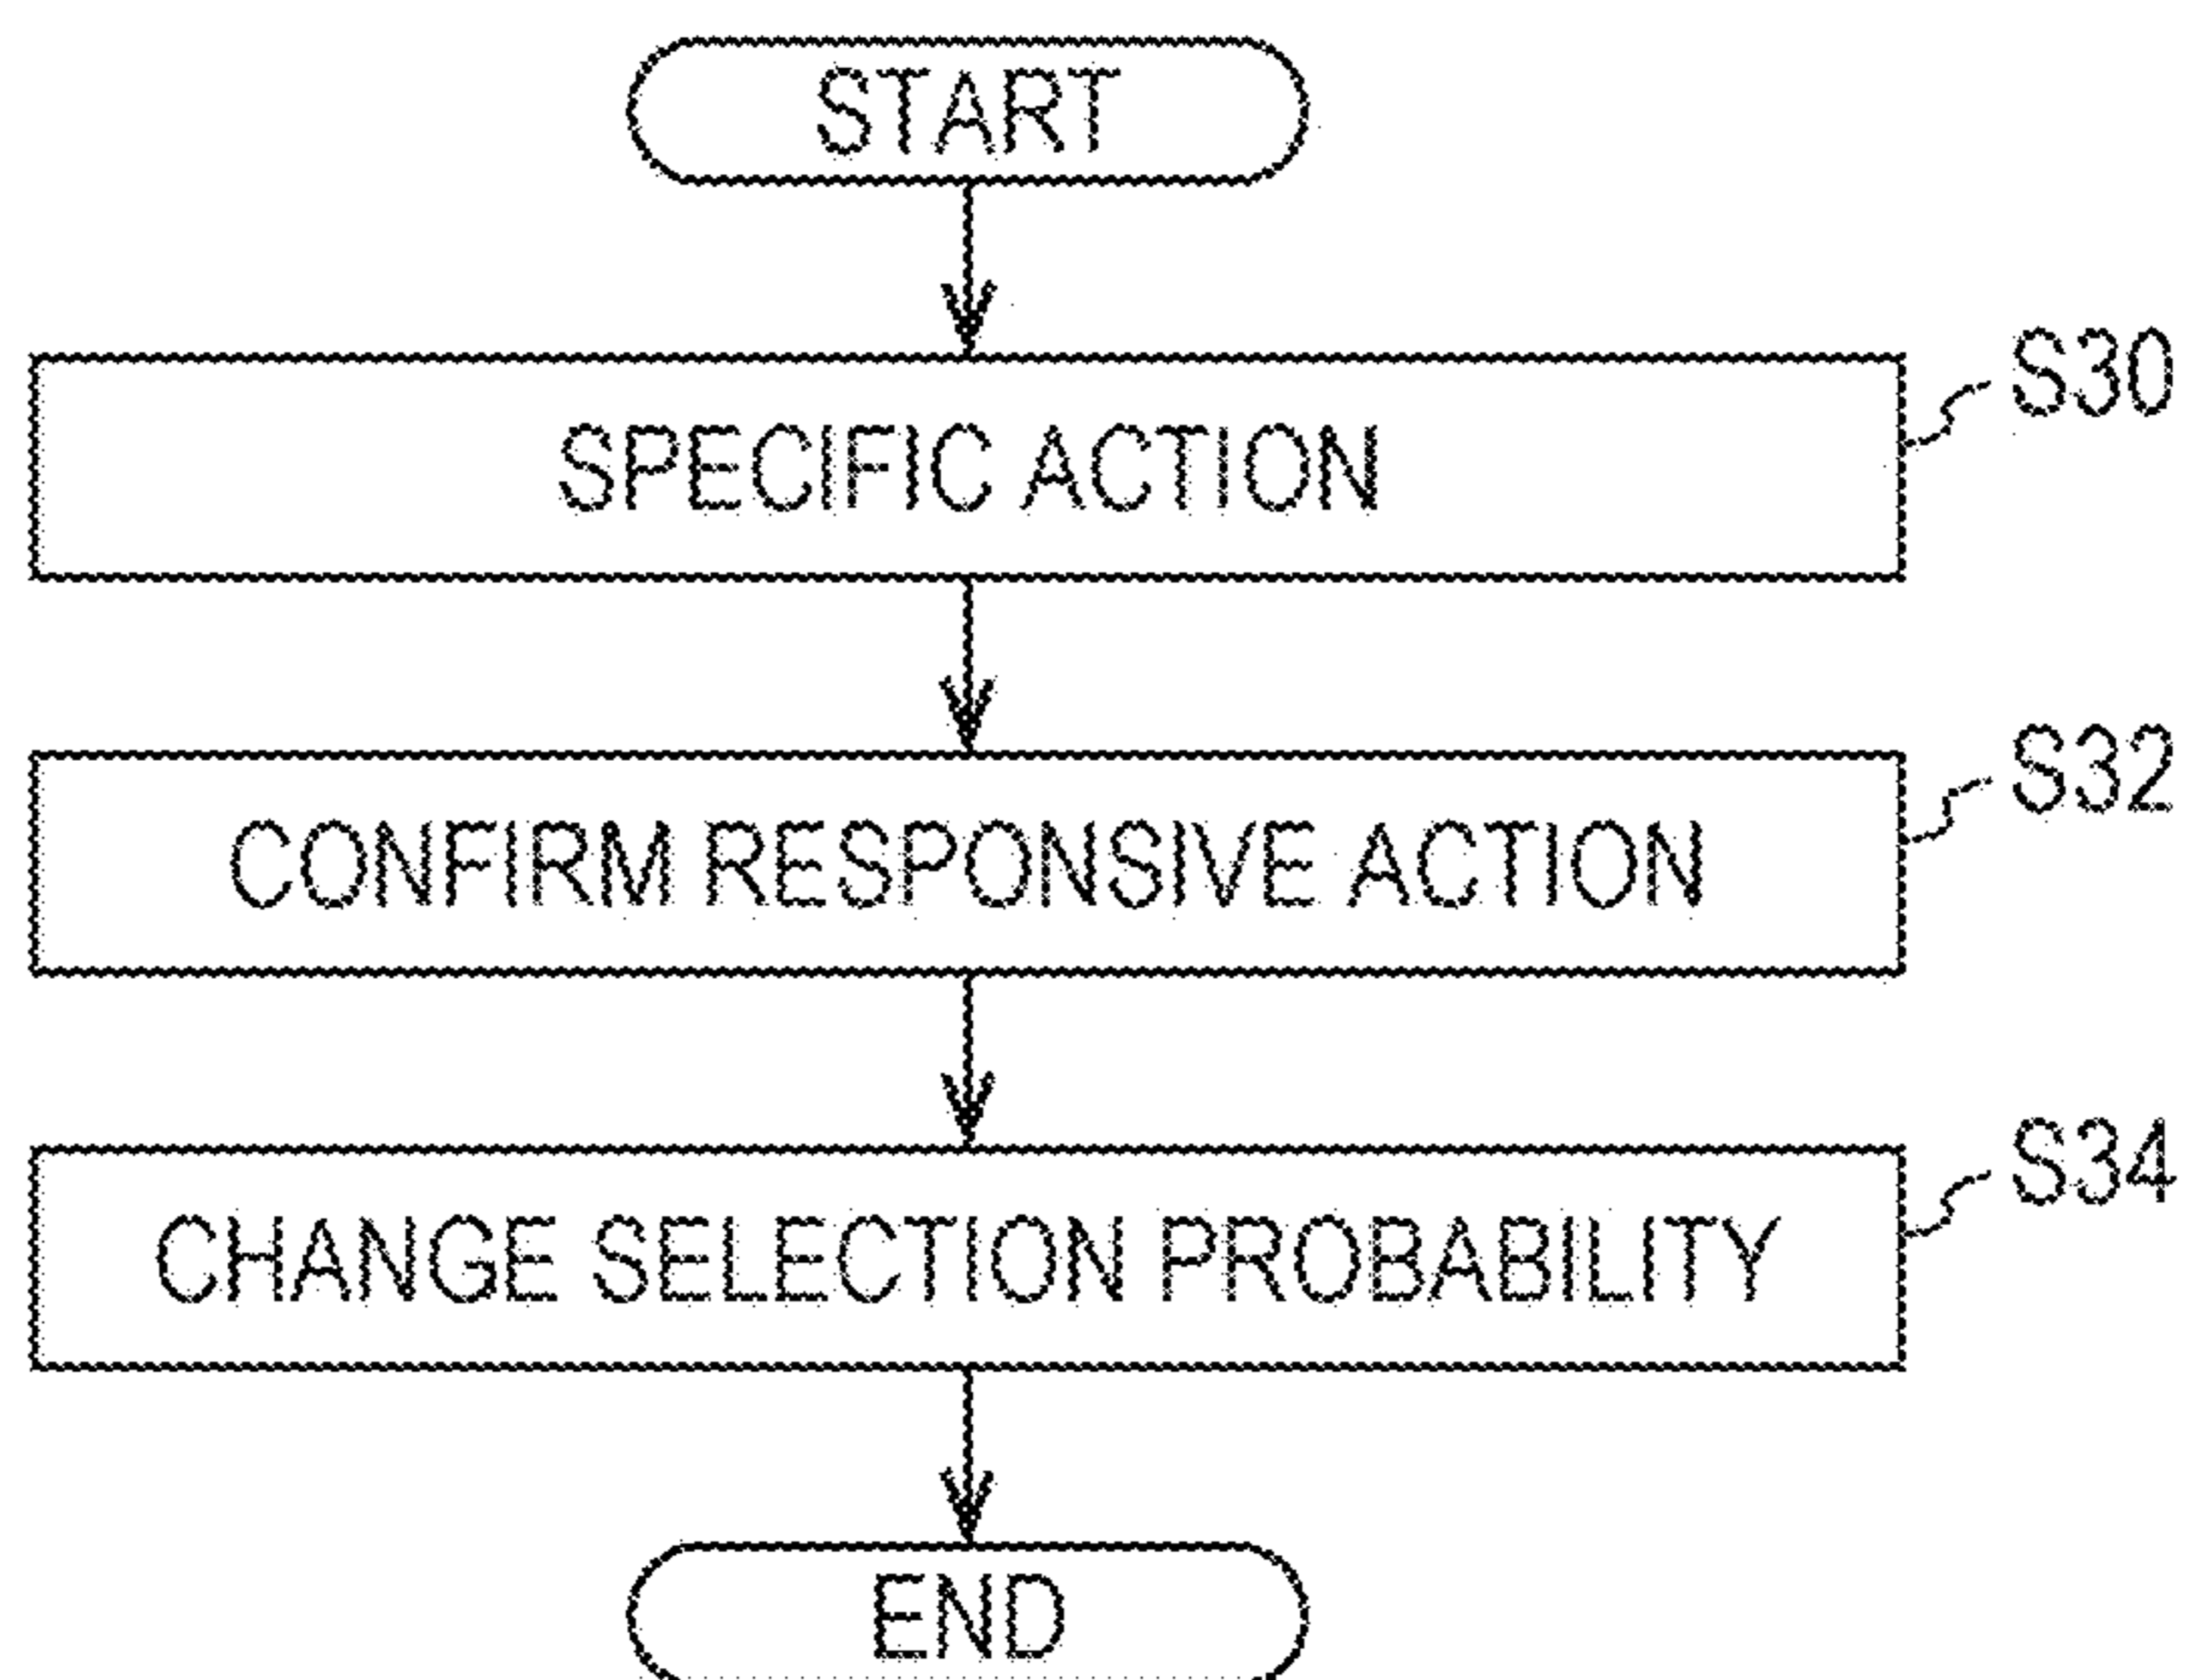 START
SPECIFIC ACTION
S30
CONFIRM RESPONSIVE ACTION
S32
CHANGE SELECTION PROBABILITY
S34
END